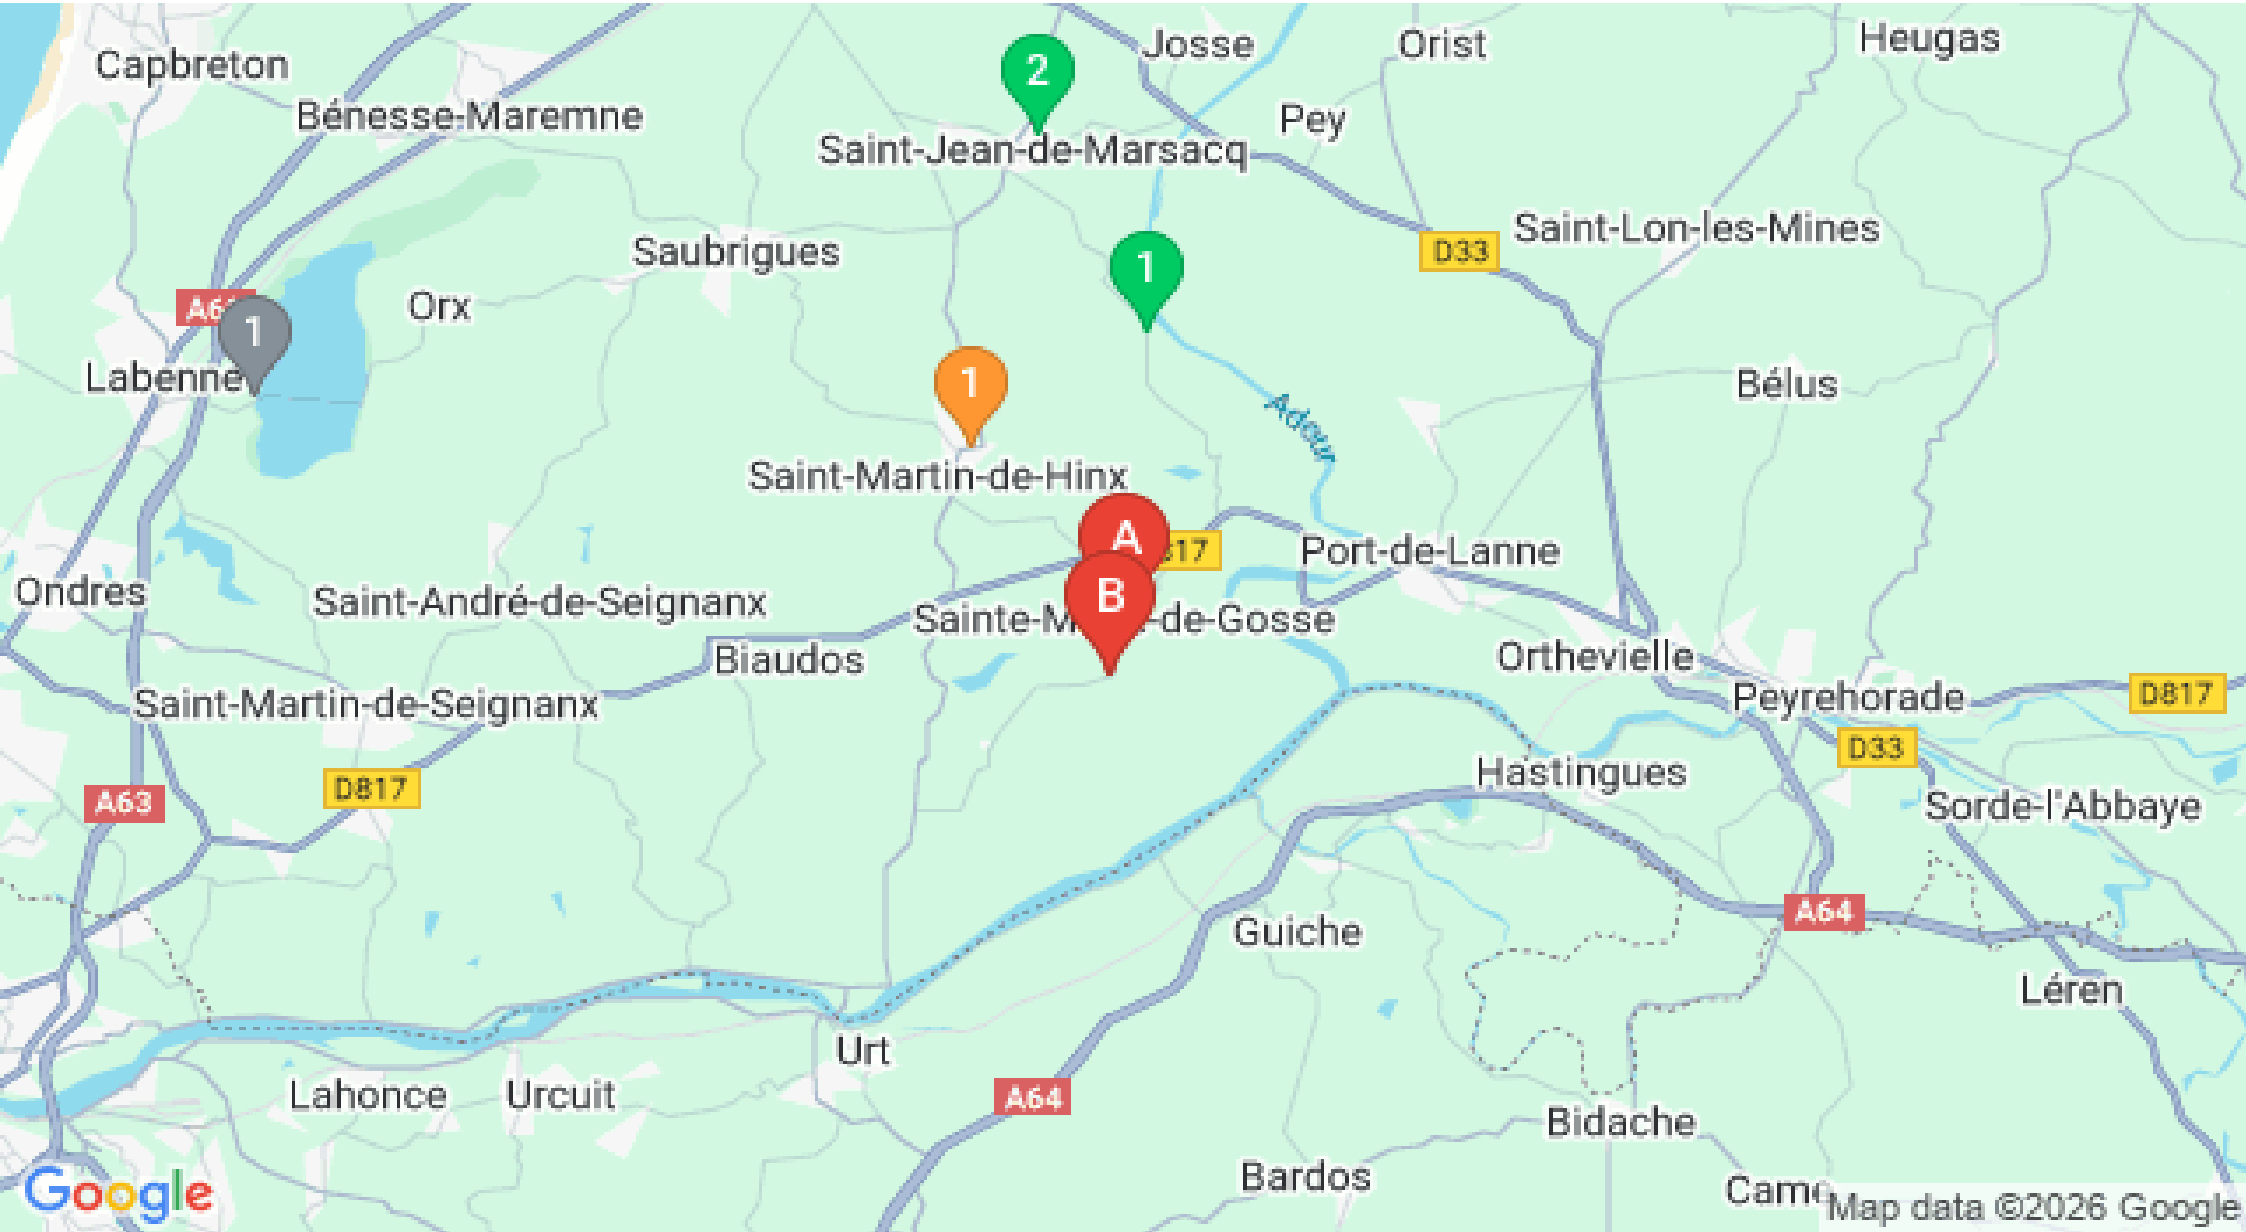 Capbreton
Josse
Orist
Heugas
2
Bénesse-Maremne
Pey
Saint-Jean-de-Marsacq
Saint-Lon-les-Mines
Saubrigues
D33
1
Orx
1
Labenne
1
Bélus
Adour
Saint-Martin-de-Hinx
A
Port-de-Lanne
B
Ondres
Saint-André-de-Seignanx
de-Gosse
Biaudos
Orthevielle
Saint-Martin-de-Seignanx
Peyrehorade
D817
D33
Hastingues
D817
A63
Sorde-l'Abbaye
A64
Guiche
Léren
Urt
Lahonce
Urcuit
A64
Bidache
Bardos
Google
Map data ©2026 Google